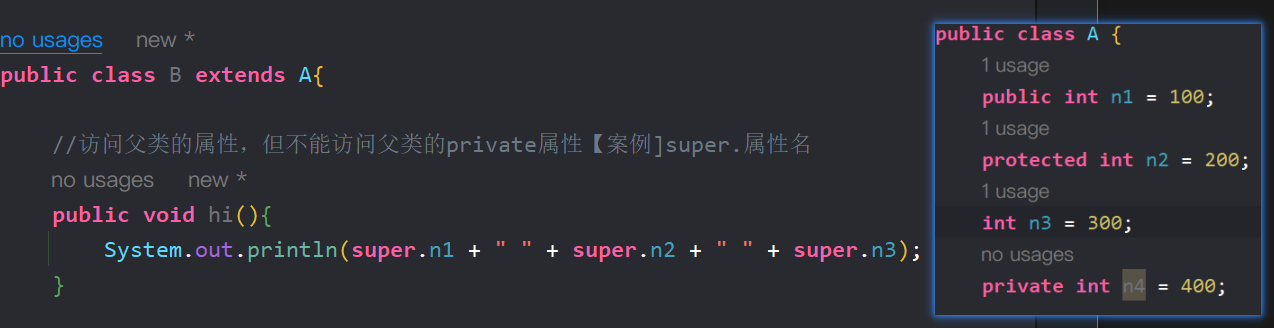 no usages new *
public class B extends A{
//访问父类的属性，但不能访问父类的private属性【案例]super.属性名
no usages new *
public void hi(){
System.out.println(super.n1 + " " + super.n2 + " " + super.n3);
}
public class A {
1 usage
public int n1 = 100;
1 usage
protected int n2 = 200;
1 usage
int n3 = 300;
no usages
private int n4 = 400;